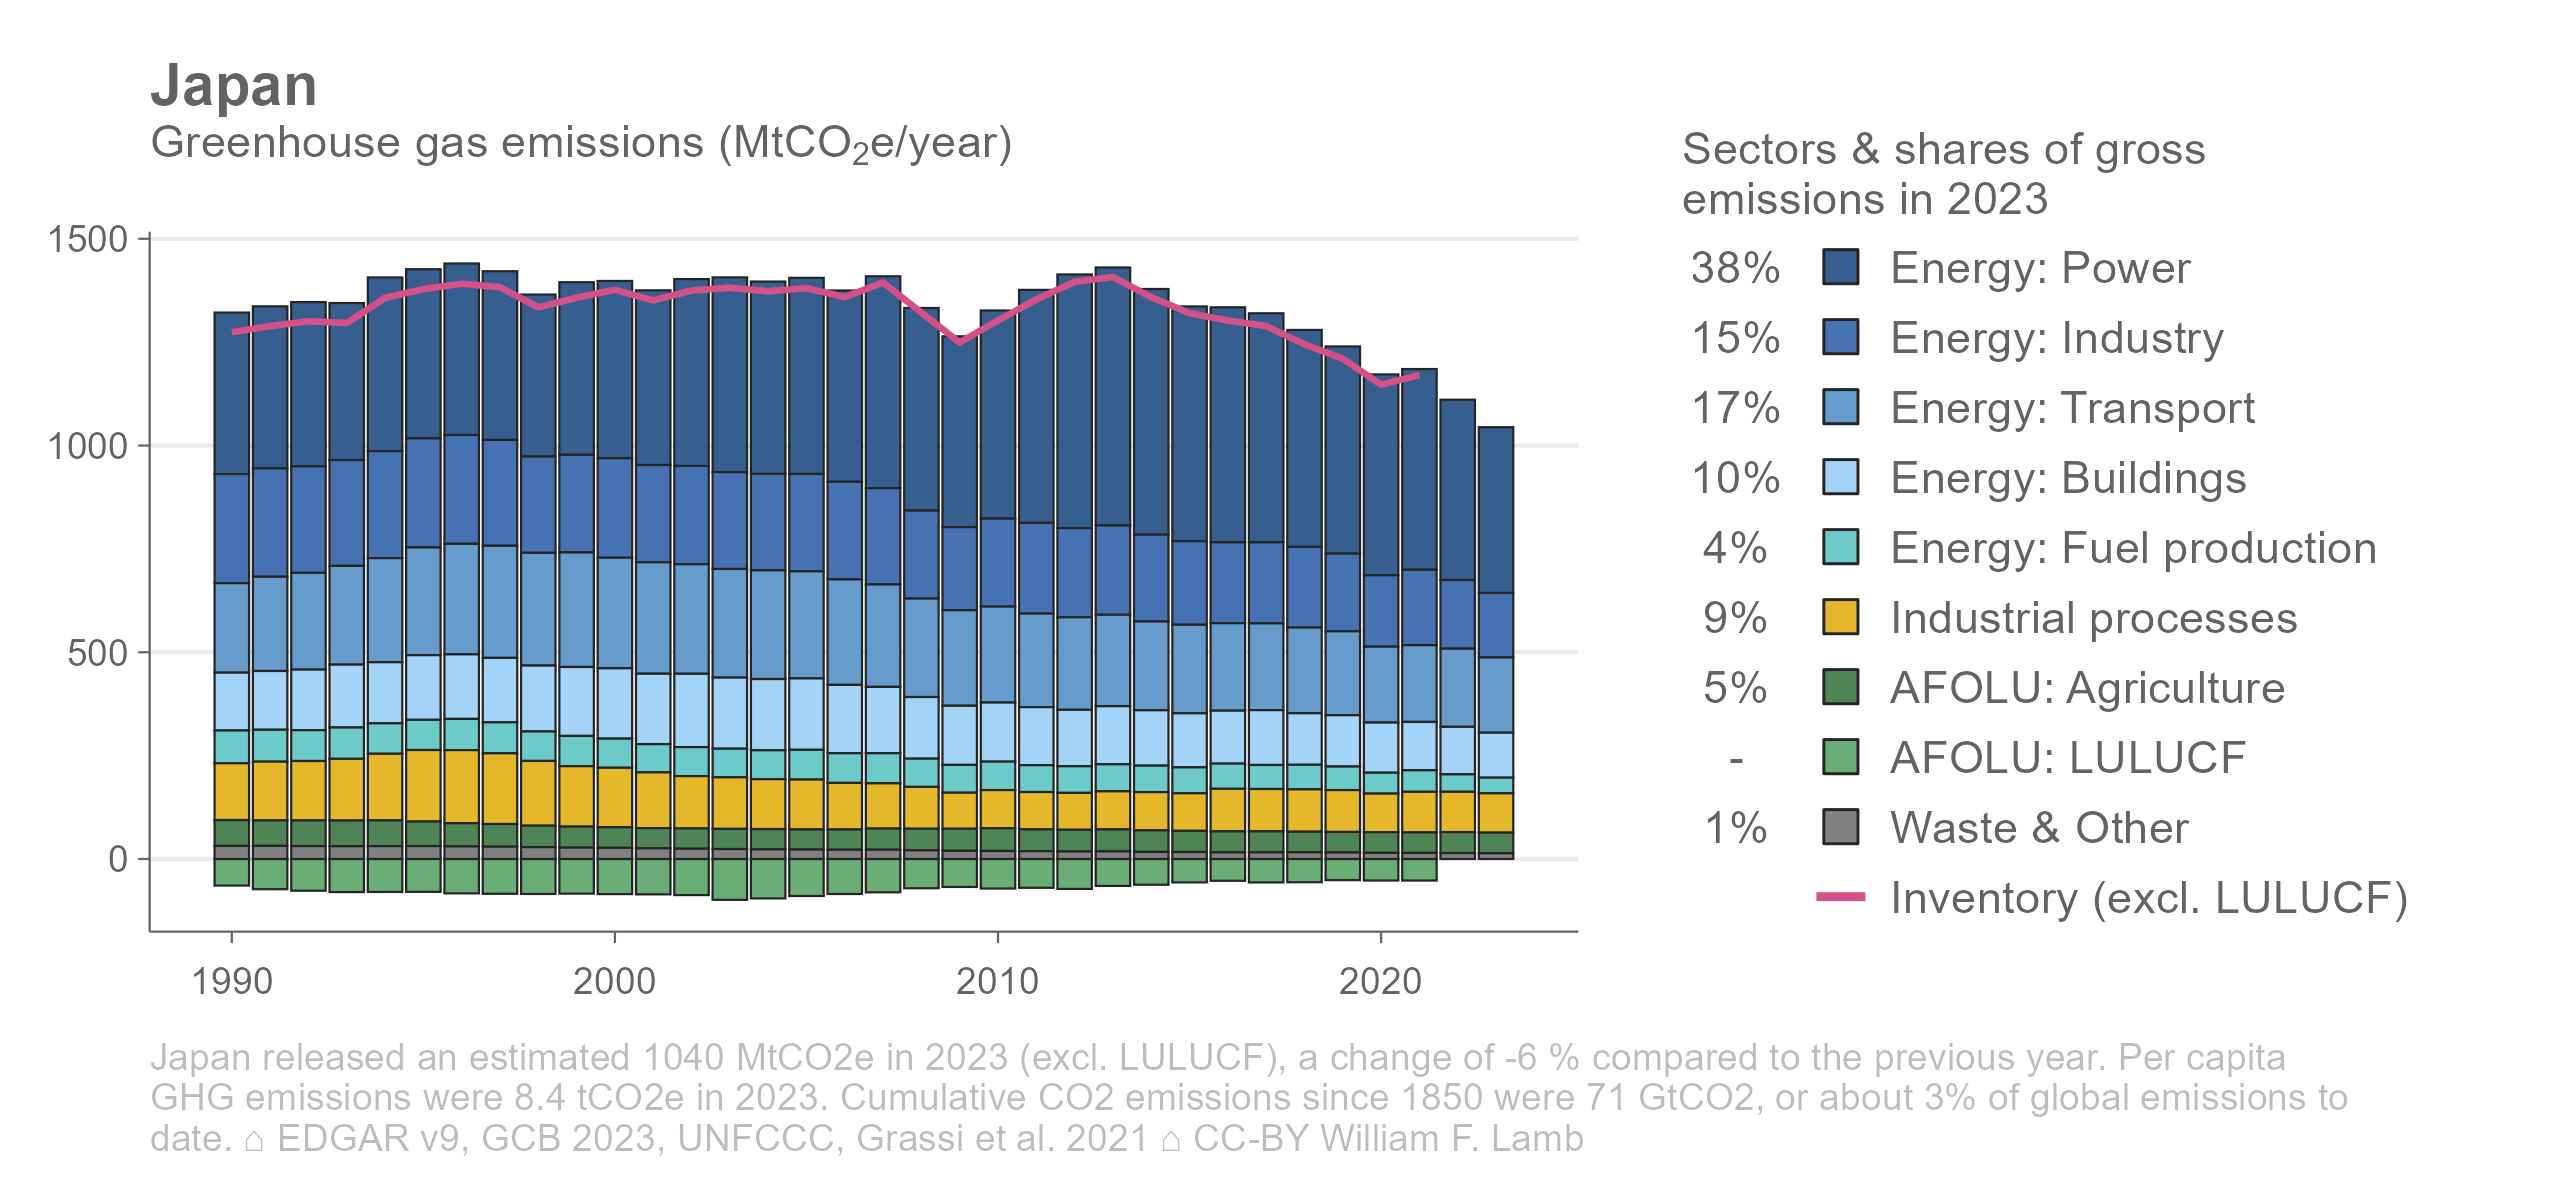 Japan
Greenhouse gas emissions (MtCO₂e/year)
1500
1000
500
0
1990
2000
2010
2020
Sectors & shares of gross
emissions in 2023
38% Energy: Power
15% Energy: Industry
17% Energy: Transport
10% Energy: Buildings
4% Energy: Fuel production
9% Industrial processes
5% AFOLU: Agriculture
- AFOLU: LULUCF
1% Waste & Other
Inventory (excl. LULUCF)
Japan released an estimated 1040 MtCO2e in 2023 (excl. LULUCF), a change of -6 % compared to the previous year. Per capita
GHG emissions were 8.4 tCO2e in 2023. Cumulative CO2 emissions since 1850 were 71 GtCO2, or about 3% of global emissions to
date. ⌂ EDGAR v9, GCB 2023, UNFCCC, Grassi et al. 2021 ⌂ CC-BY William F. Lamb